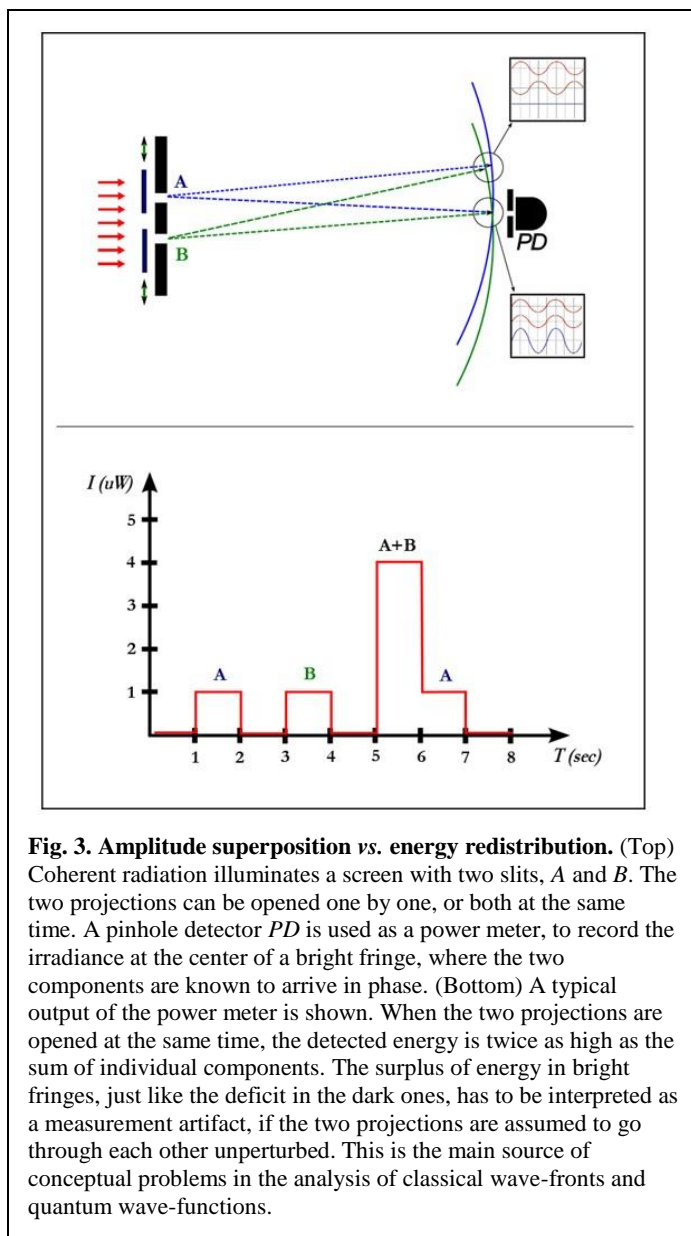 A
B
PD
I (uW)
5
4
3
2
1
A
B
A+B
A
1
2
3
4
5
6
7
8
T (sec)
Fig. 3. Amplitude superposition vs. energy redistribution. (Top)
Coherent radiation illuminates a screen with two slits, A and B. The
two projections can be opened one by one, or both at the same
time. A pinhole detector PD is used as a power meter, to record the
irradiance at the center of a bright fringe, where the two
components are known to arrive in phase. (Bottom) A typical
output of the power meter is shown. When the two projections are
opened at the same time, the detected energy is twice as high as the
sum of individual components. The surplus of energy in bright
fringes, just like the deficit in the dark ones, has to be interpreted as
a measurement artifact, if the two projections are assumed to go
through each other unperturbed. This is the main source of
conceptual problems in the analysis of classical wave-fronts and
quantum wave-functions.